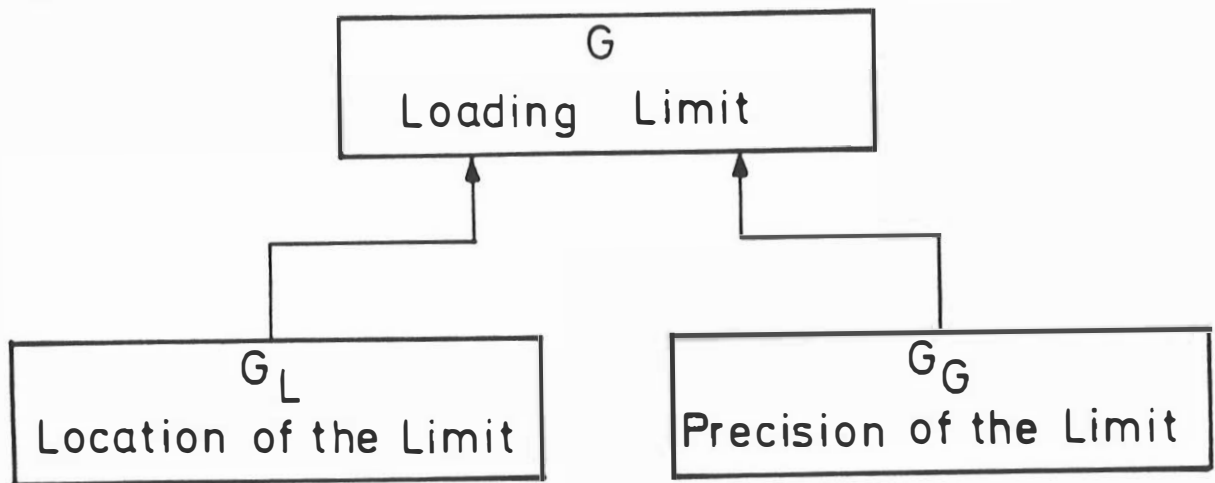 G
Loading Limit
G_L
Location of the Limit
G_G
Precision of the Limit